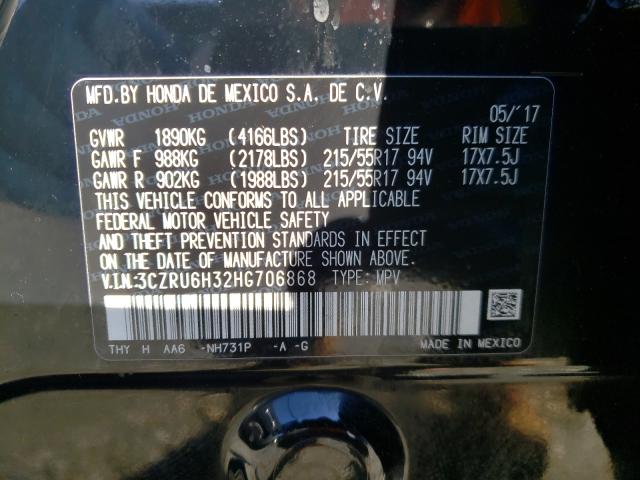 MFD.BY HONDA DE MEXICO S.A. DE C.V.
05/'17
GVWR 1890KG (4166LBS) TIRE SIZE RIM SIZE
GAWR F 988KG (2178LBS) 215/55R17 94V 17X7.5J
GAWR R 902KG (1988LBS) 215/55R17 94V 17X7.5J
THIS VEHICLE CONFORMS TO ALL APPLICABLE
FEDERAL MOTOR VEHICLE SAFETY
AND THEFT PREVENTION STANDARDS IN EFFECT
ON THE DATE OF MANUFACTURE SHOWN ABOVE.
V.I.N.:3CZRU6H32HG706868 TYPE: MPV
THY H AA6 -NH731P -A -G MADE IN MEXICO